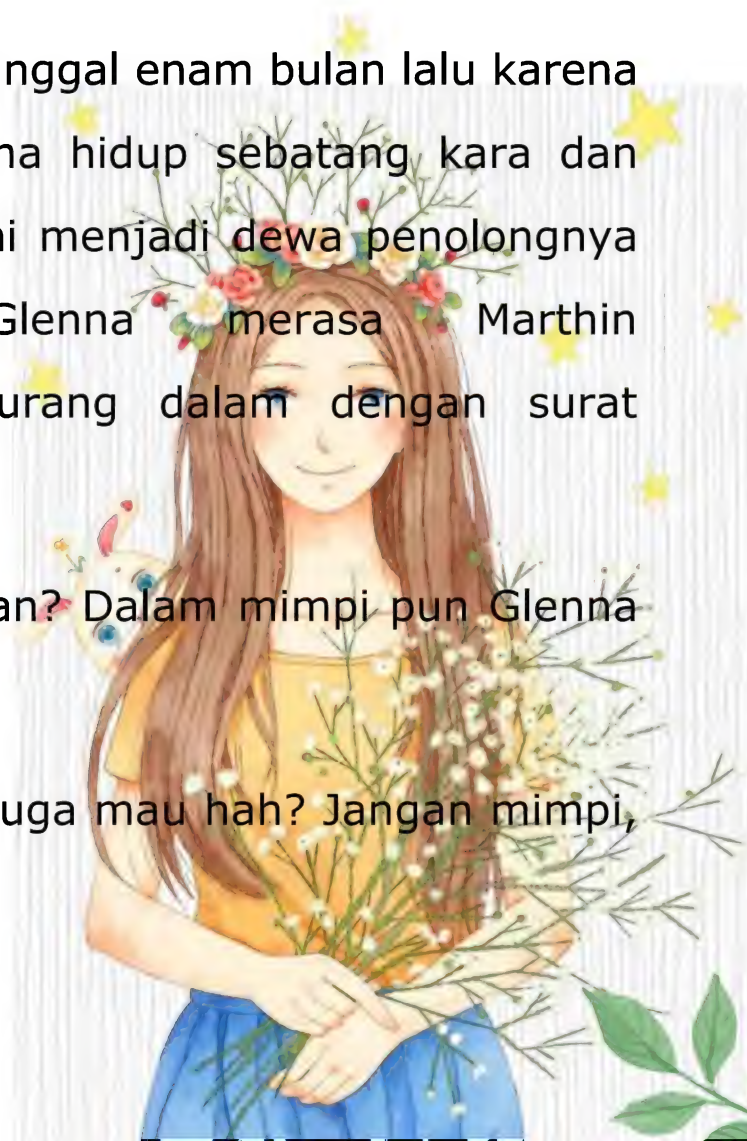 nggal enam bulan lalu karena
na hidup sebatang kara dan
i menjadi dewa penolongnya
Glenna merasa Marthin
urang dalam dengan surat
an? Dalam mimpi pun Glenna
uga mau hah? Jangan mimpi,